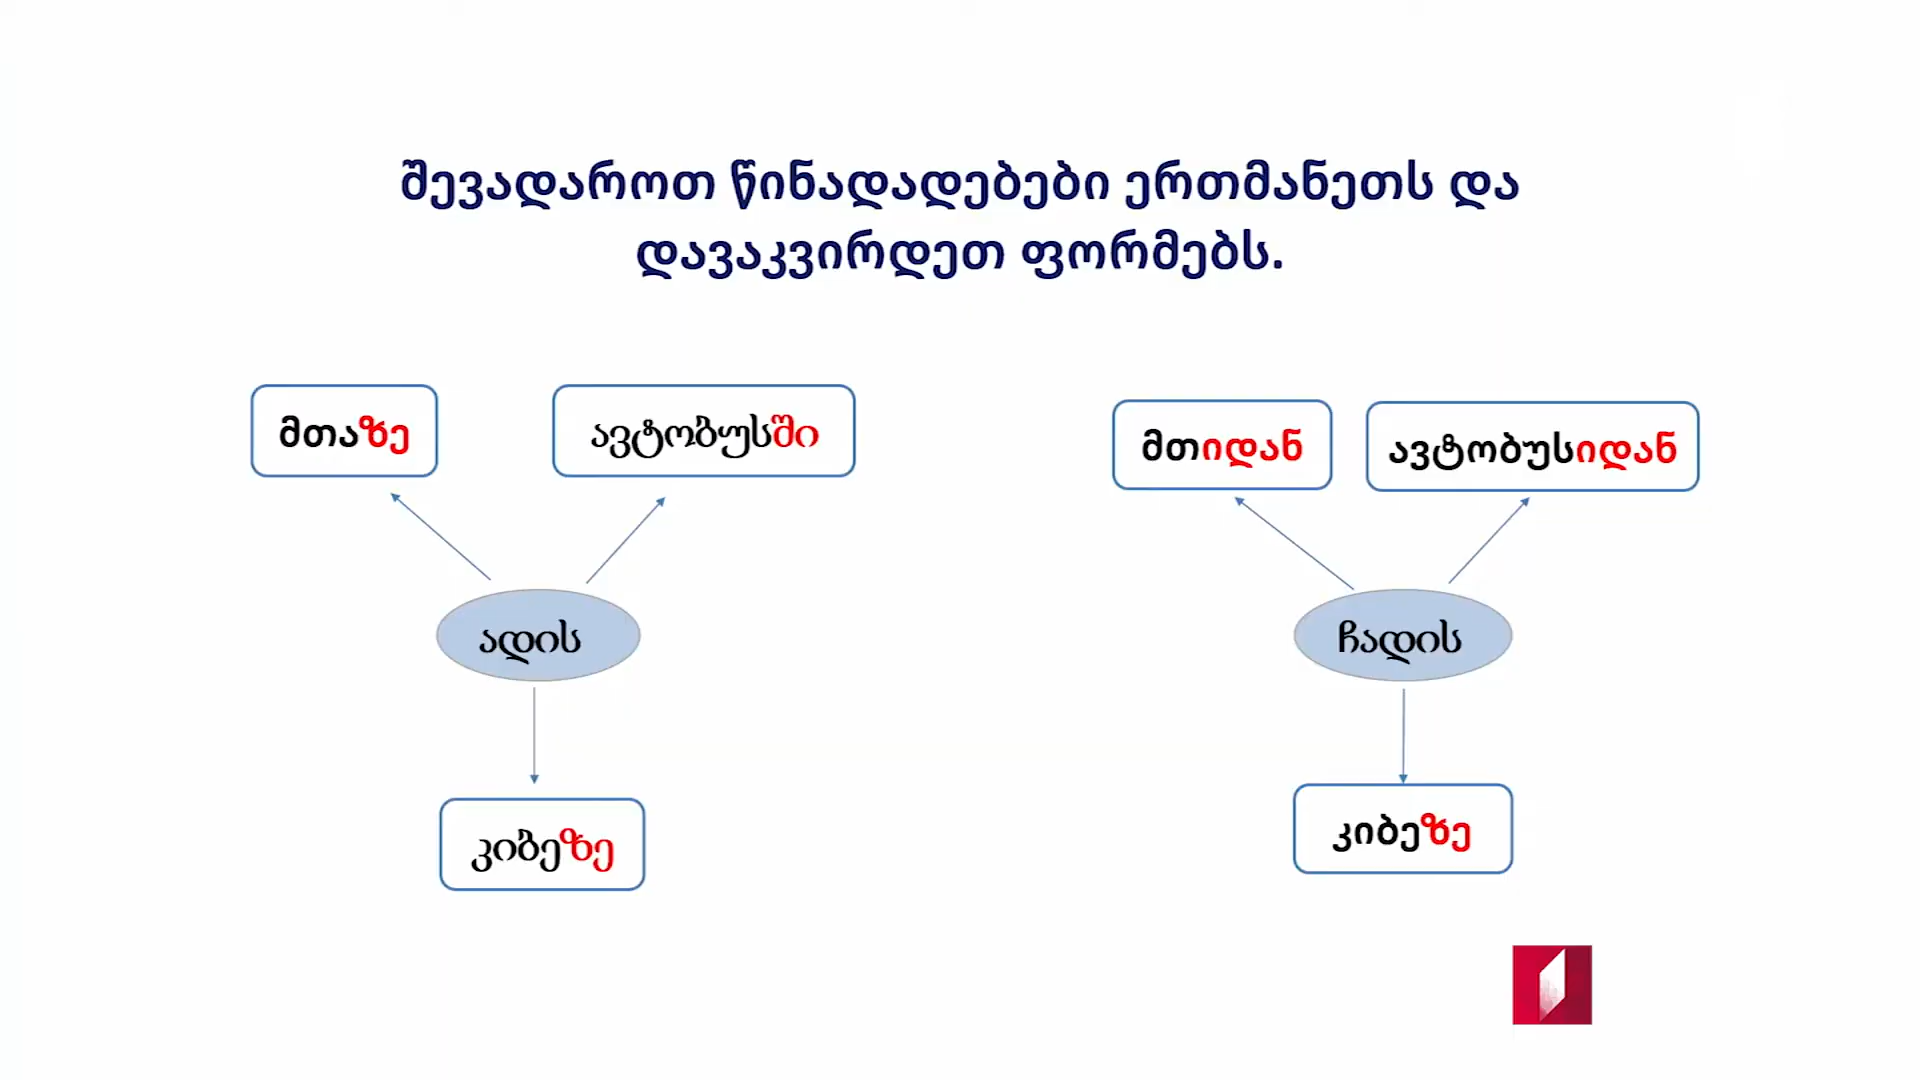 შევადაროთ წინადადებები ერთმანეთს და
დავაკვირდეთ ფორმებს.
მთაზე
ავტობუსში
მთიდან
ავტობუსიდან
ადის
ჩადის
კიბეზე
კიბეზე